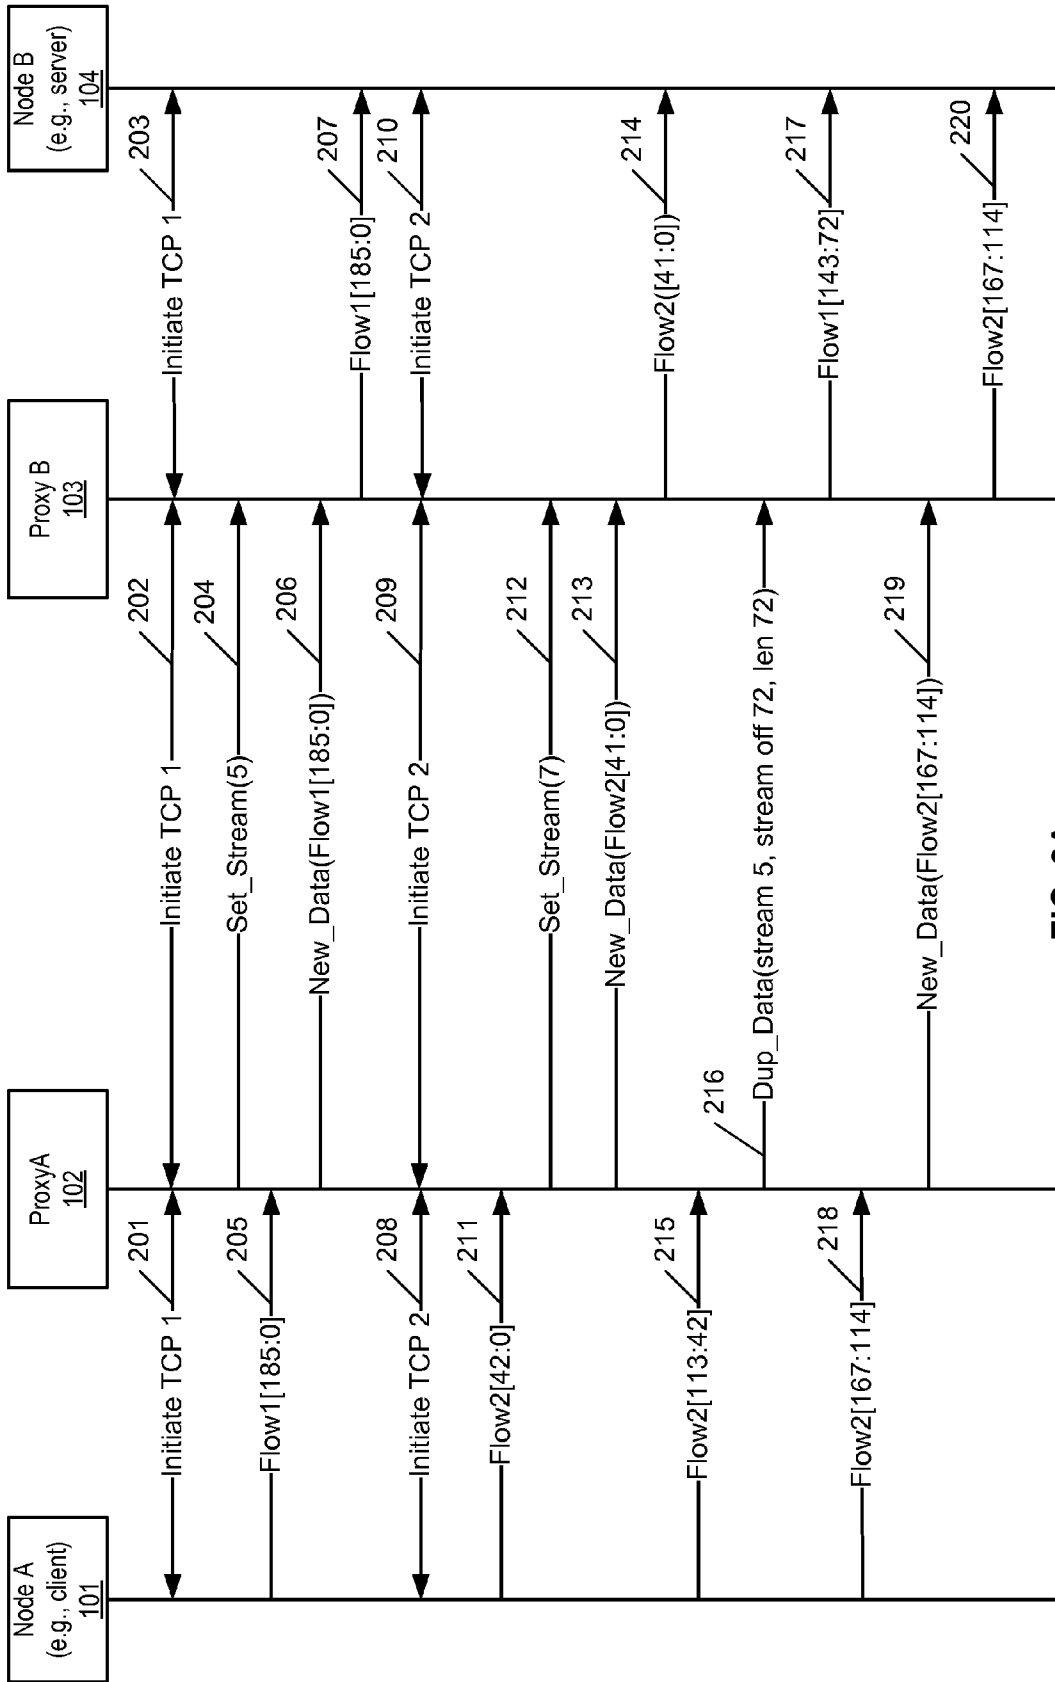 Node A
(e.g., client)
101
ProxyA
102
Proxy B
103
Node B
(e.g., server)
104
Initiate TCP 1
201
Initiate TCP 1
202
Initiate TCP 1
203
Set_Stream(5)
204
Flow1[185:0]
205
New_Data(Flow1[185:0])
206
Flow1[185:0]
207
Initiate TCP 2
208
Initiate TCP 2
209
Initiate TCP 2
210
Flow2[42:0]
211
Set_Stream(7)
212
New_Data(Flow2[41:0])
213
Flow2([41:0])
214
Flow2[113:42]
215
Dup_Data(stream 5, stream off 72, len 72)
216
Flow1[143:72]
217
Flow2[167:114]
218
New_Data(Flow2[167:114])
219
Flow2[167:114]
220